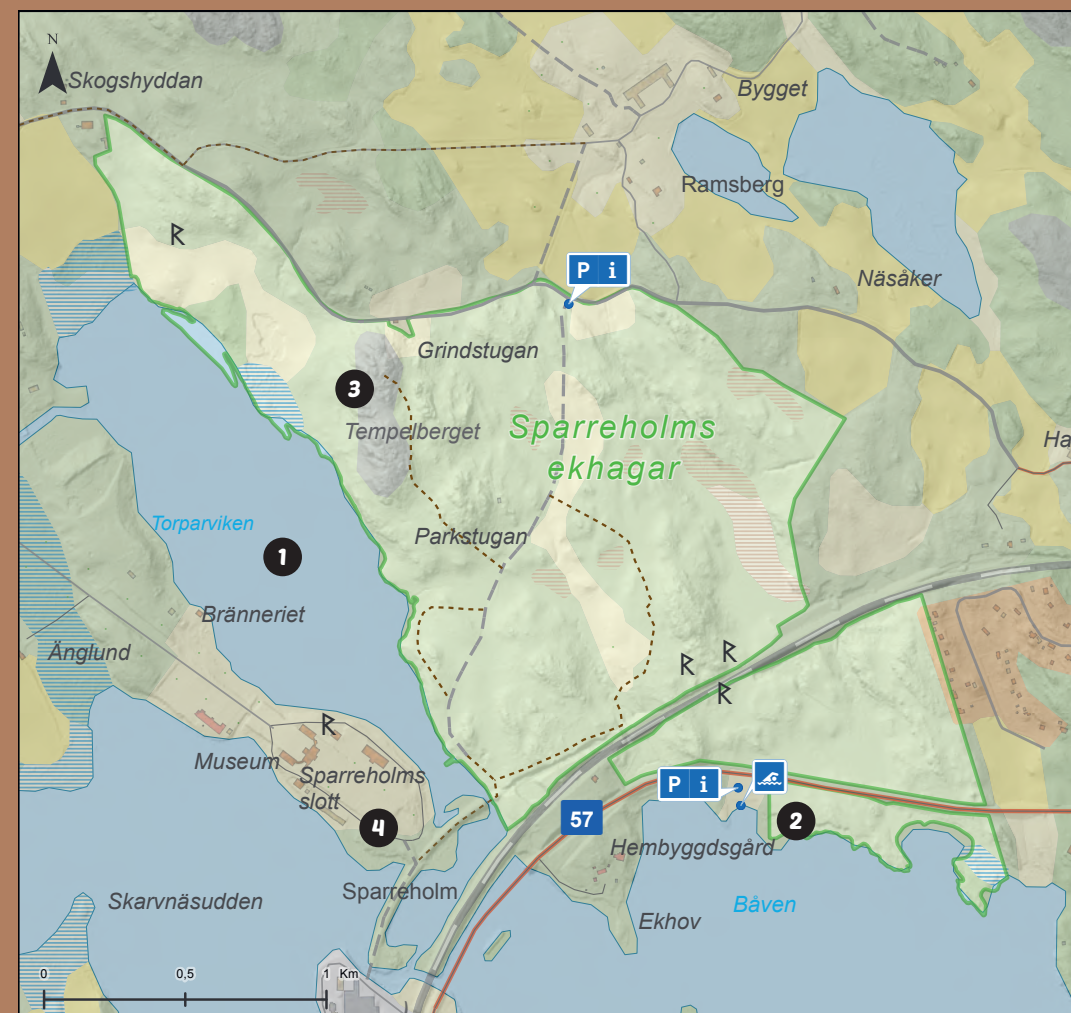 N
Skogshyddan
Bygget
Ramsberg
P i
Näsåker
Grindstugan
3
Tempelberget
Sparreholms
ekhagar
Ha
Torparviken
Parkstugan
1
Bränneriet
Änglund
R
R
R
R
R
Museum
Sparreholms
slott
4
P i
57
2
Hembyggdsgård
Sparreholm
Skarvnäsudden
Båven
Ekhov
0
0,5
1 Km